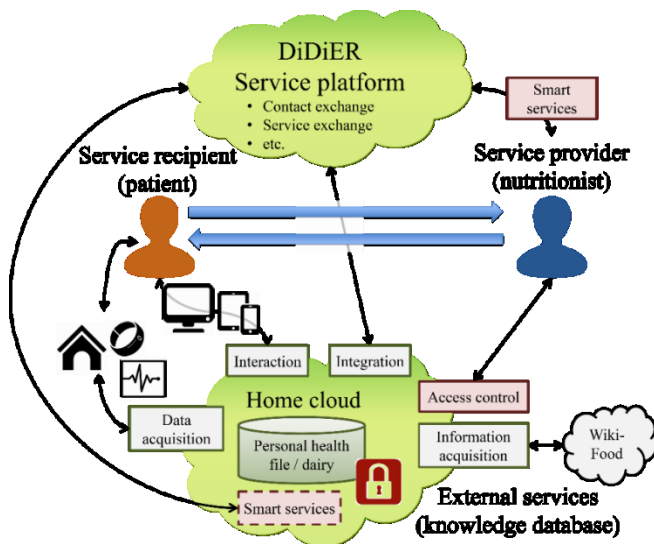 DiDiER
Service platform
• Contact exchange
• Service exchange
• etc.
Smart
services
Service recipient
(patient)
Service provider
(nutritionist)
Interaction
Integration
Home cloud
Access control
Data
acquisition
Personal health
file / dairy
Information
acquisition
Wiki-
Food
Smart services
External services
(knowledge database)